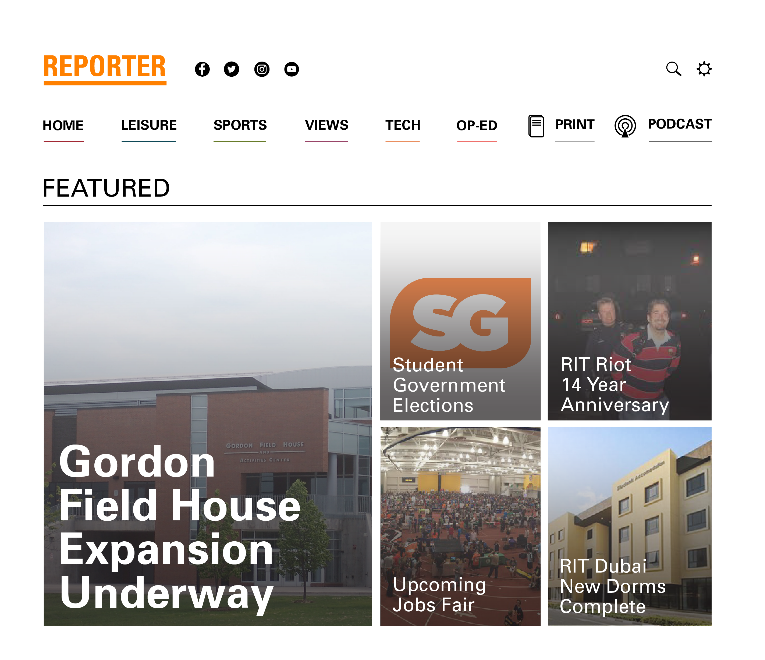 REPORTER
HOME LEISURE SPORTS VIEWS TECH OP-ED PRINT PODCAST
FEATURED
GORDON FIELD HOUSE
Gordon
Field House
Expansion
Underway
SG
Student
Government
Elections
RIT Riot
14 Year
Anniversary
Upcoming
Jobs Fair
RIT Dubai
New Dorms
Complete